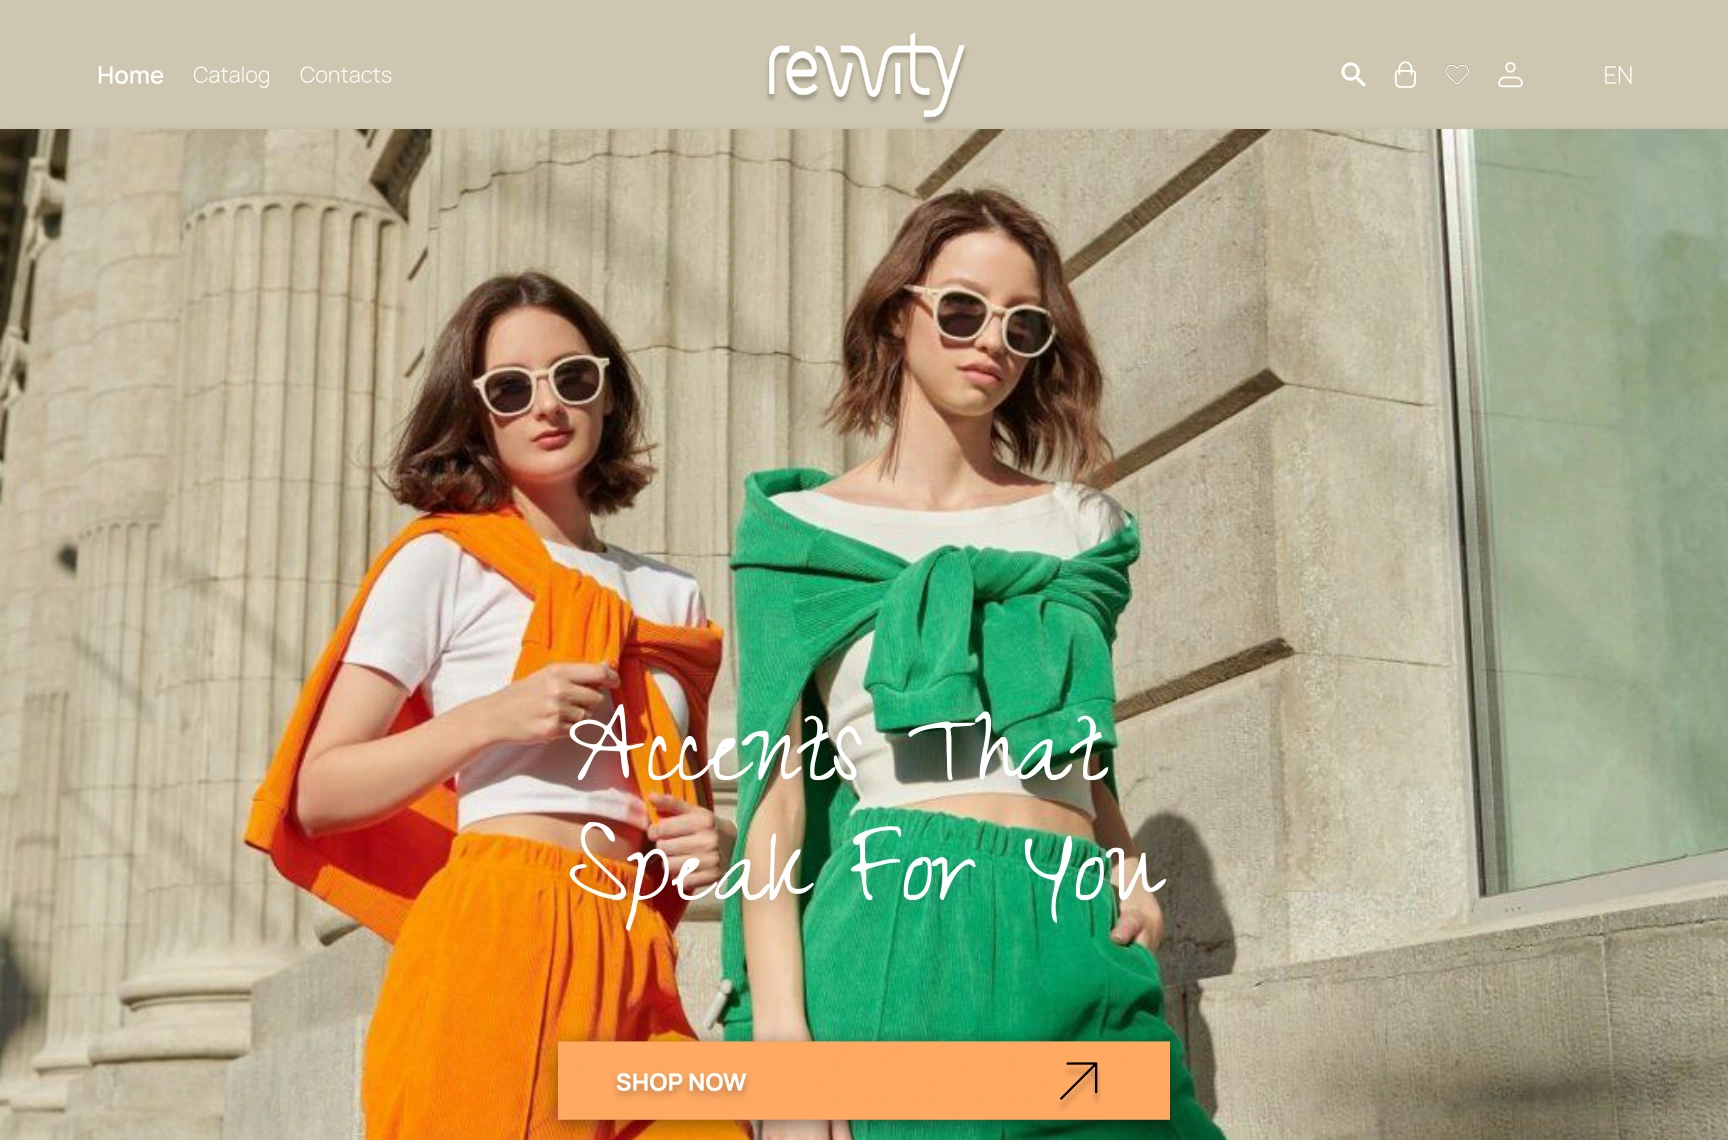 Home Catalog Contacts
revvity
EN
Accents That
Speak For You
SHOP NOW